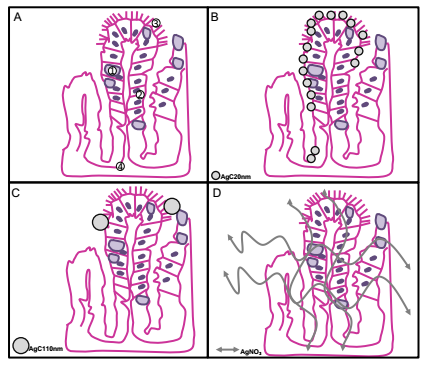 A
③
①
②
④
B
AgC20nm
C
AgC110nm
D
AgNO₃